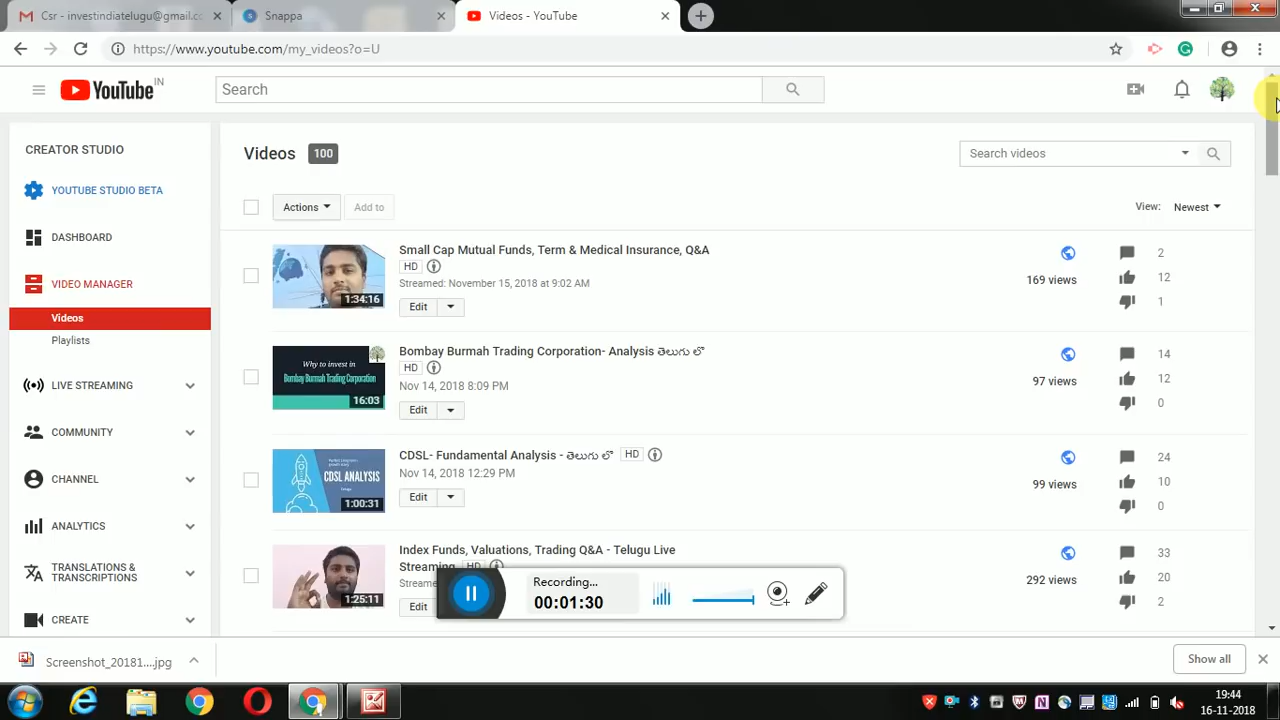 Csr - investindiatelugu@gmail.cc
Snappa
Videos - YouTube
https://www.youtube.com/my_videos?o=U
YouTube IN
Search
CREATOR STUDIO
YOUTUBE STUDIO BETA
DASHBOARD
VIDEO MANAGER
Videos
Playlists
LIVE STREAMING
COMMUNITY
CHANNEL
ANALYTICS
TRANSLATIONS &
TRANSCRIPTIONS
CREATE
Videos 100
Search videos
Actions
Add to
View: Newest
Small Cap Mutual Funds, Term & Medical Insurance, Q&A
HD
Streamed: November 15, 2018 at 9:02 AM
Edit
1:34:16
169 views
2
12
1
Bombay Burmah Trading Corporation- Analysis తెలుగు లో
HD
Nov 14, 2018 8:09 PM
Edit
Why to invest in
Bombay Burmah Trading Corporation
16:03
97 views
14
12
0
CDSL- Fundamental Analysis - తెలుగు లో HD
Nov 14, 2018 12:29 PM
Edit
CDSL ANALYSIS
Telugu
1:00:31
99 views
24
10
0
Index Funds, Valuations, Trading Q&A - Telugu Live
Streaming HD
Streame
Edit
1:25:11
292 views
33
20
2
Recording...
00:01:30
Screenshot_20181....jpg
Show all
19:44
16-11-2018